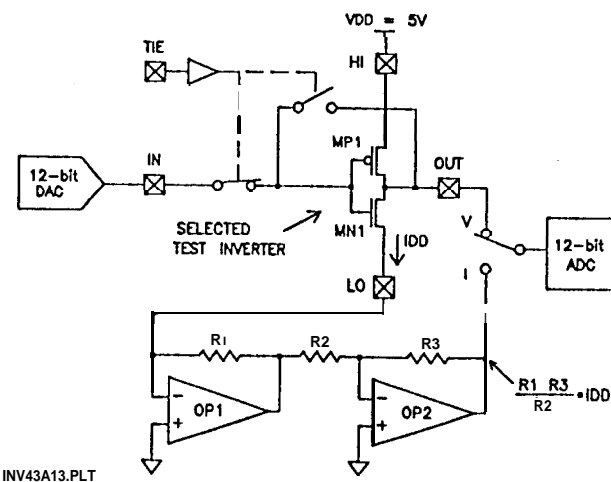 VDD = 5V
TIE
HI
MP1
12-bit
DAC
IN
OUT
SELECTED
TEST INVERTER
MN1
IDD
V
12-bit
ADC
I
LO
R1
R2
R3
OP1
OP2
R1 R3
R2
•IDD
INV43A13.PLT